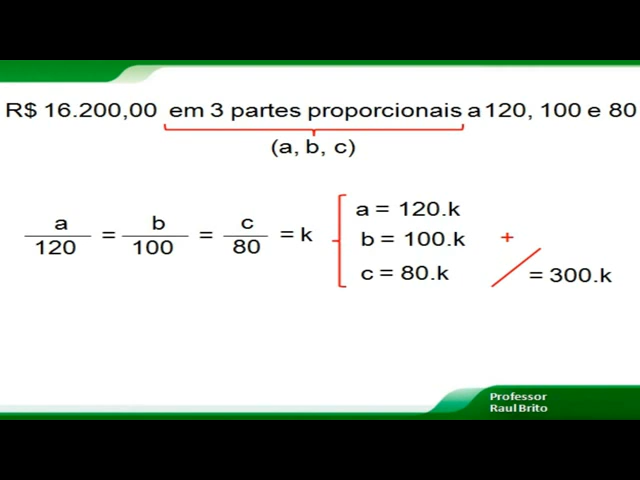 R$ 16.200,00 em 3 partes proporcionais a 120, 100 e 80
(a, b, c)
a/120 = b/100 = c/80 = k
a = 120.k
b = 100.k +
c = 80.k = 300.k
Professor
Raul Brito